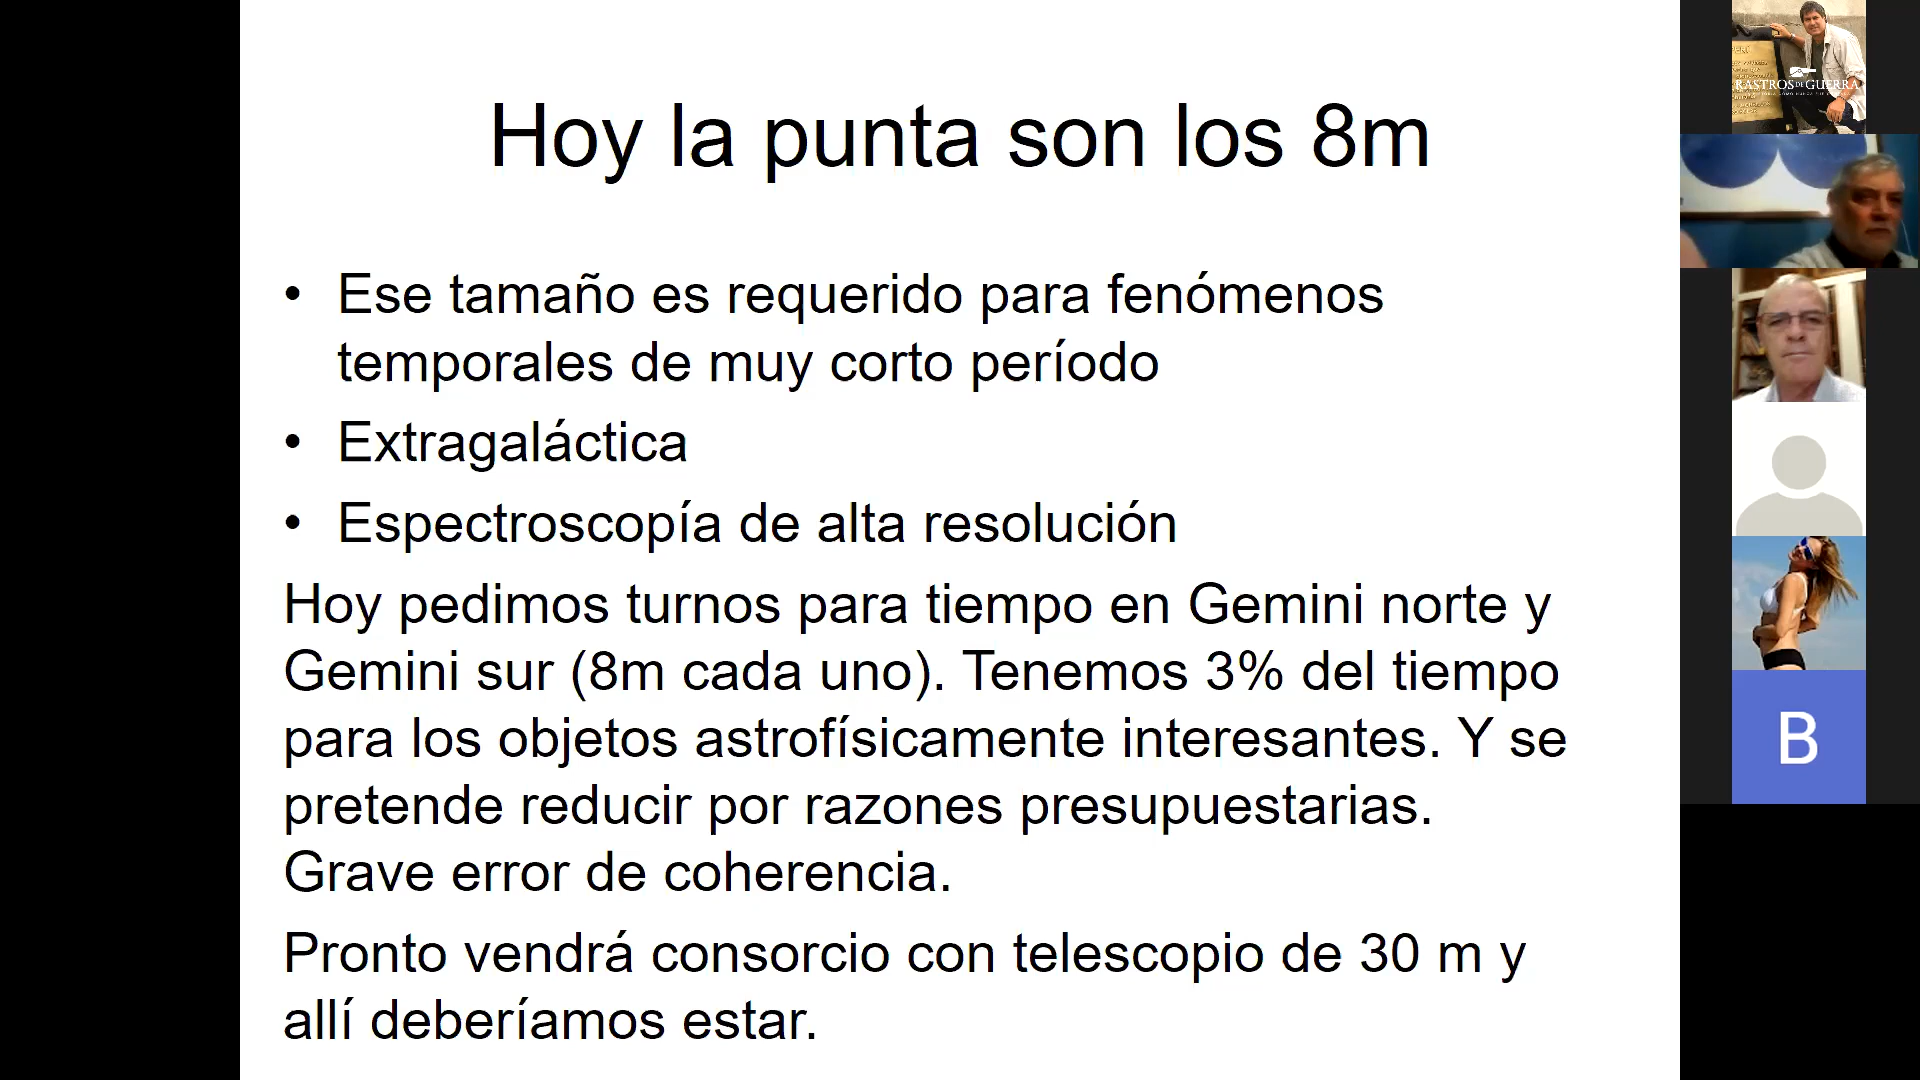 Hoy la punta son los 8m
• Ese tamaño es requerido para fenómenos
temporales de muy corto período
• Extragaláctica
• Espectroscopía de alta resolución
Hoy pedimos turnos para tiempo en Gemini norte y
Gemini sur (8m cada uno). Tenemos 3% del tiempo
para los objetos astrofísicamente interesantes. Y se
pretende reducir por razones presupuestarias.
Grave error de coherencia.
Pronto vendrá consorcio con telescopio de 30 m y
allí deberíamos estar.
RASTROS DE GUERRA
B